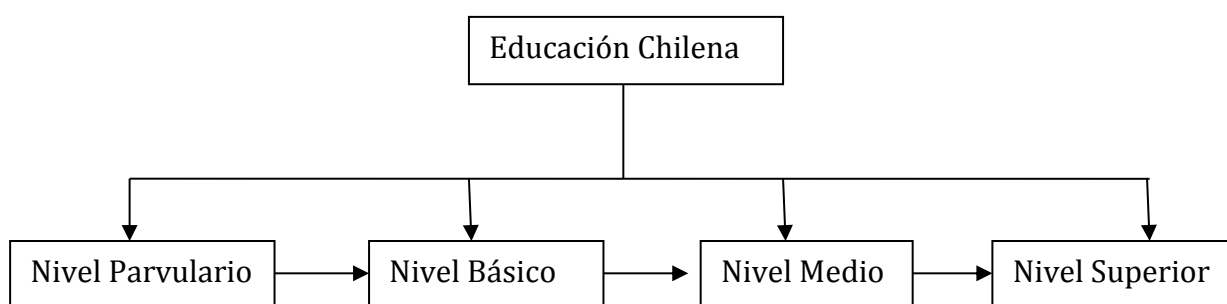 Educación Chilena
Nivel Parvulario
Nivel Básico
Nivel Medio
Nivel Superior